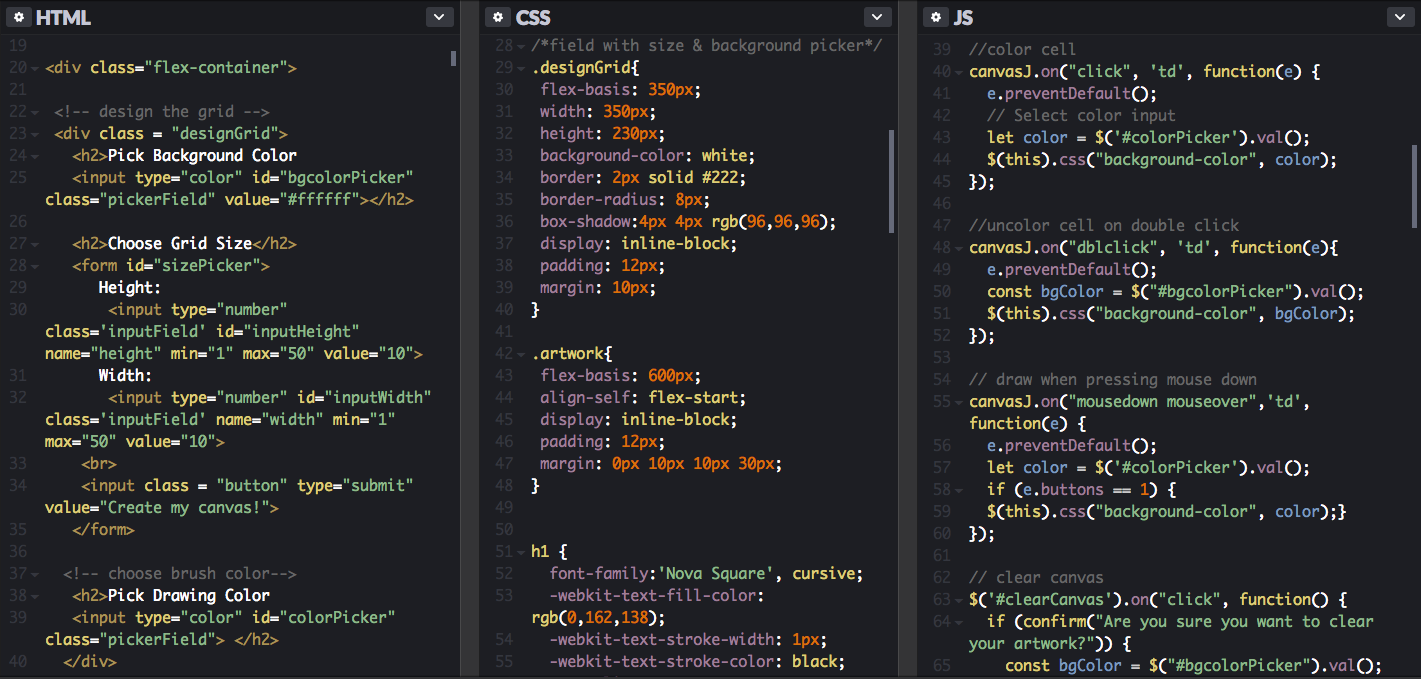 HTML
19
20 <div class="flex-container">
21
22 <!-- design the grid -->
23 <div class = "designGrid">
24 <h2>Pick Background Color
25 <input type="color" id="bgcolorPicker"
class="pickerField" value="#ffffff"></h2>
26
27 <h2>Choose Grid Size</h2>
28 <form id="sizePicker">
29 Height:
30 <input type="number"
class='inputField' id="inputHeight"
name="height" min="1" max="50" value="10">
31 Width:
32 <input type="number" id="inputWidth"
class='inputField' name="width" min="1"
max="50" value="10">
33 <br>
34 <input class = "button" type="submit"
value="Create my canvas!">
35 </form>
36
37 <!-- choose brush color-->
38 <h2>Pick Drawing Color
39 <input type="color" id="colorPicker"
class="pickerField"> </h2>
40 </div>
CSS
28 /*field with size & background picker*/
29 .designGrid{
30 flex-basis: 350px;
31 width: 350px;
32 height: 230px;
33 background-color: white;
34 border: 2px solid #222;
35 border-radius: 8px;
36 box-shadow:4px 4px rgb(96,96,96);
37 display: inline-block;
38 padding: 12px;
39 margin: 10px;
40 }
41
42 .artwork{
43 flex-basis: 600px;
44 align-self: flex-start;
45 display: inline-block;
46 padding: 12px;
47 margin: 0px 10px 10px 30px;
48 }
49
50
51 h1 {
52 font-family:'Nova Square', cursive;
53 -webkit-text-fill-color:
rgb(0,162,138);
54 -webkit-text-stroke-width: 1px;
55 -webkit-text-stroke-color: black;
JS
39 //color cell
40 canvasJ.on("click", 'td', function(e) {
41 e.preventDefault();
42 // Select color input
43 let color = $('#colorPicker').val();
44 $(this).css("background-color", color);
45 });
46
47 //uncolor cell on double click
48 canvasJ.on("dblclick", 'td', function(e){
49 e.preventDefault();
50 const bgColor = $("#bgcolorPicker").val();
51 $(this).css("background-color", bgColor);
52 });
53
54 // draw when pressing mouse down
55 canvasJ.on("mousedown mouseover",'td',
function(e) {
56 e.preventDefault();
57 let color = $('#colorPicker').val();
58 if (e.buttons == 1) {
59 $(this).css("background-color", color);}
60 });
61
62 // clear canvas
63 $('#clearCanvas').on("click", function() {
64 if (confirm("Are you sure you want to clear
your artwork?")) {
65 const bgColor = $("#bgcolorPicker").val();